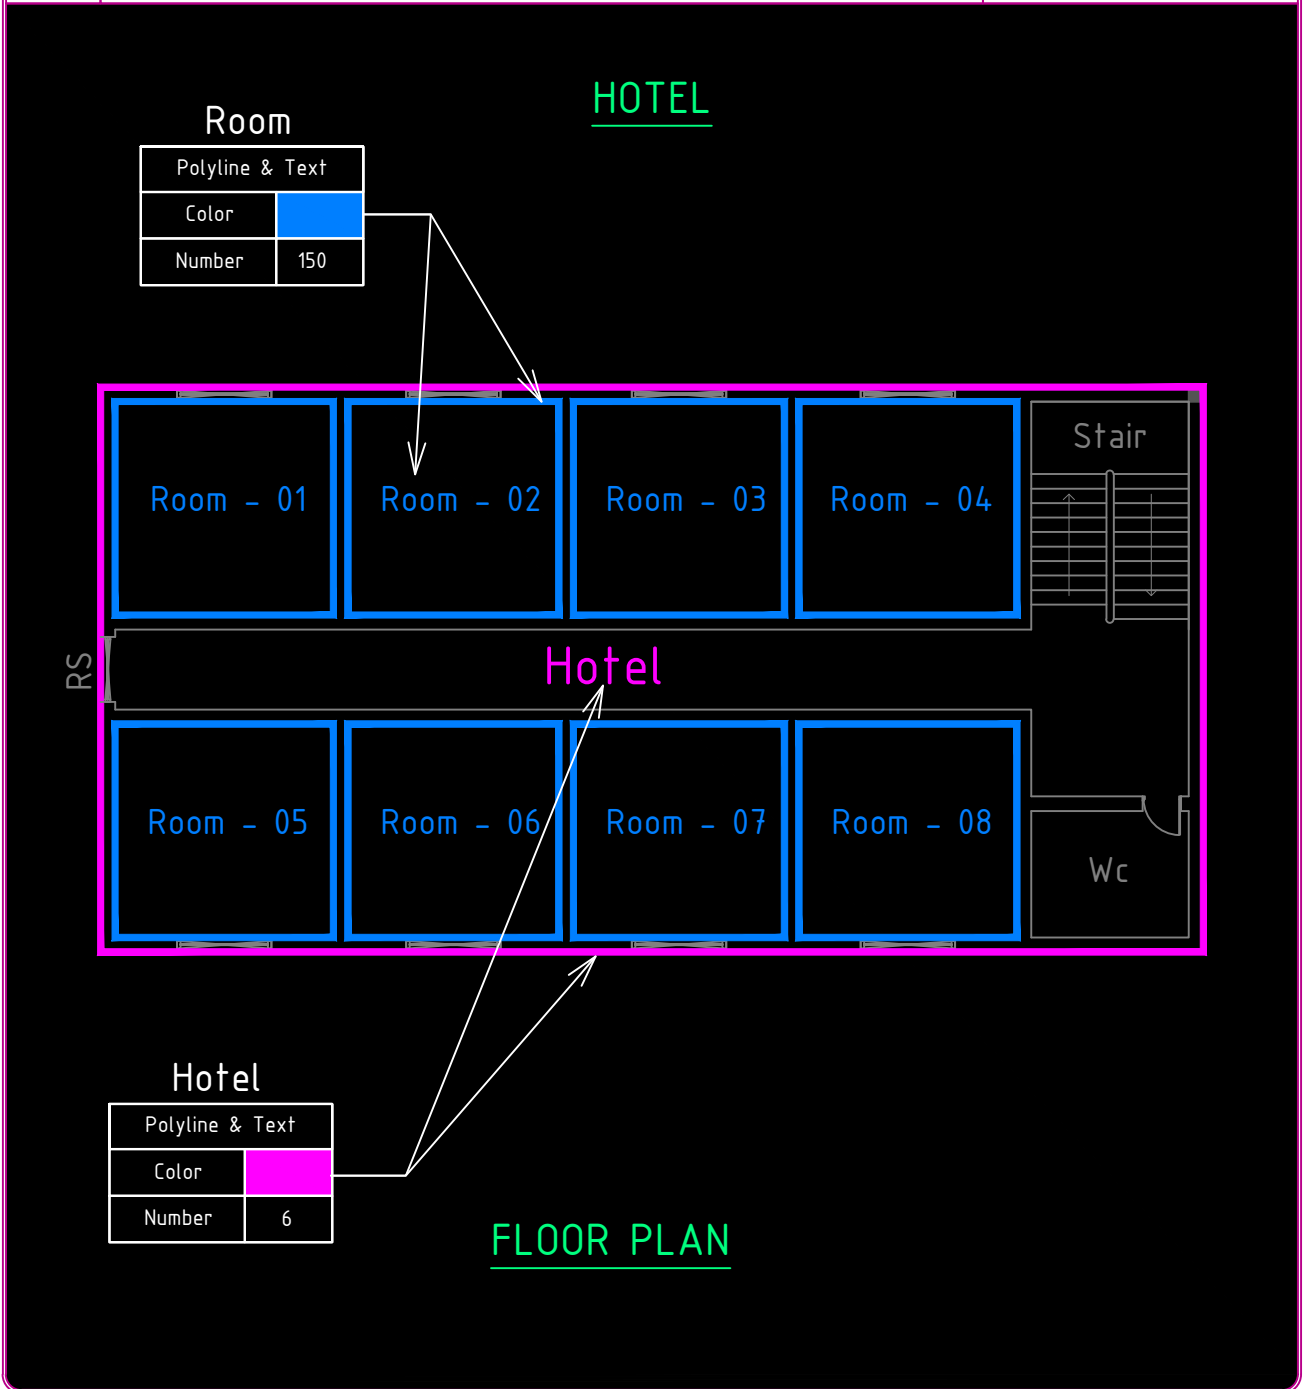 HOTEL
Room
Polyline & Text
Color
Number 150
Stair
Room - 01 Room - 02 Room - 03 Room - 04
RS
Hotel
Room - 05 Room - 06 Room - 07 Room - 08
Wc
Hotel
Polyline & Text
Color
Number 6
FLOOR PLAN